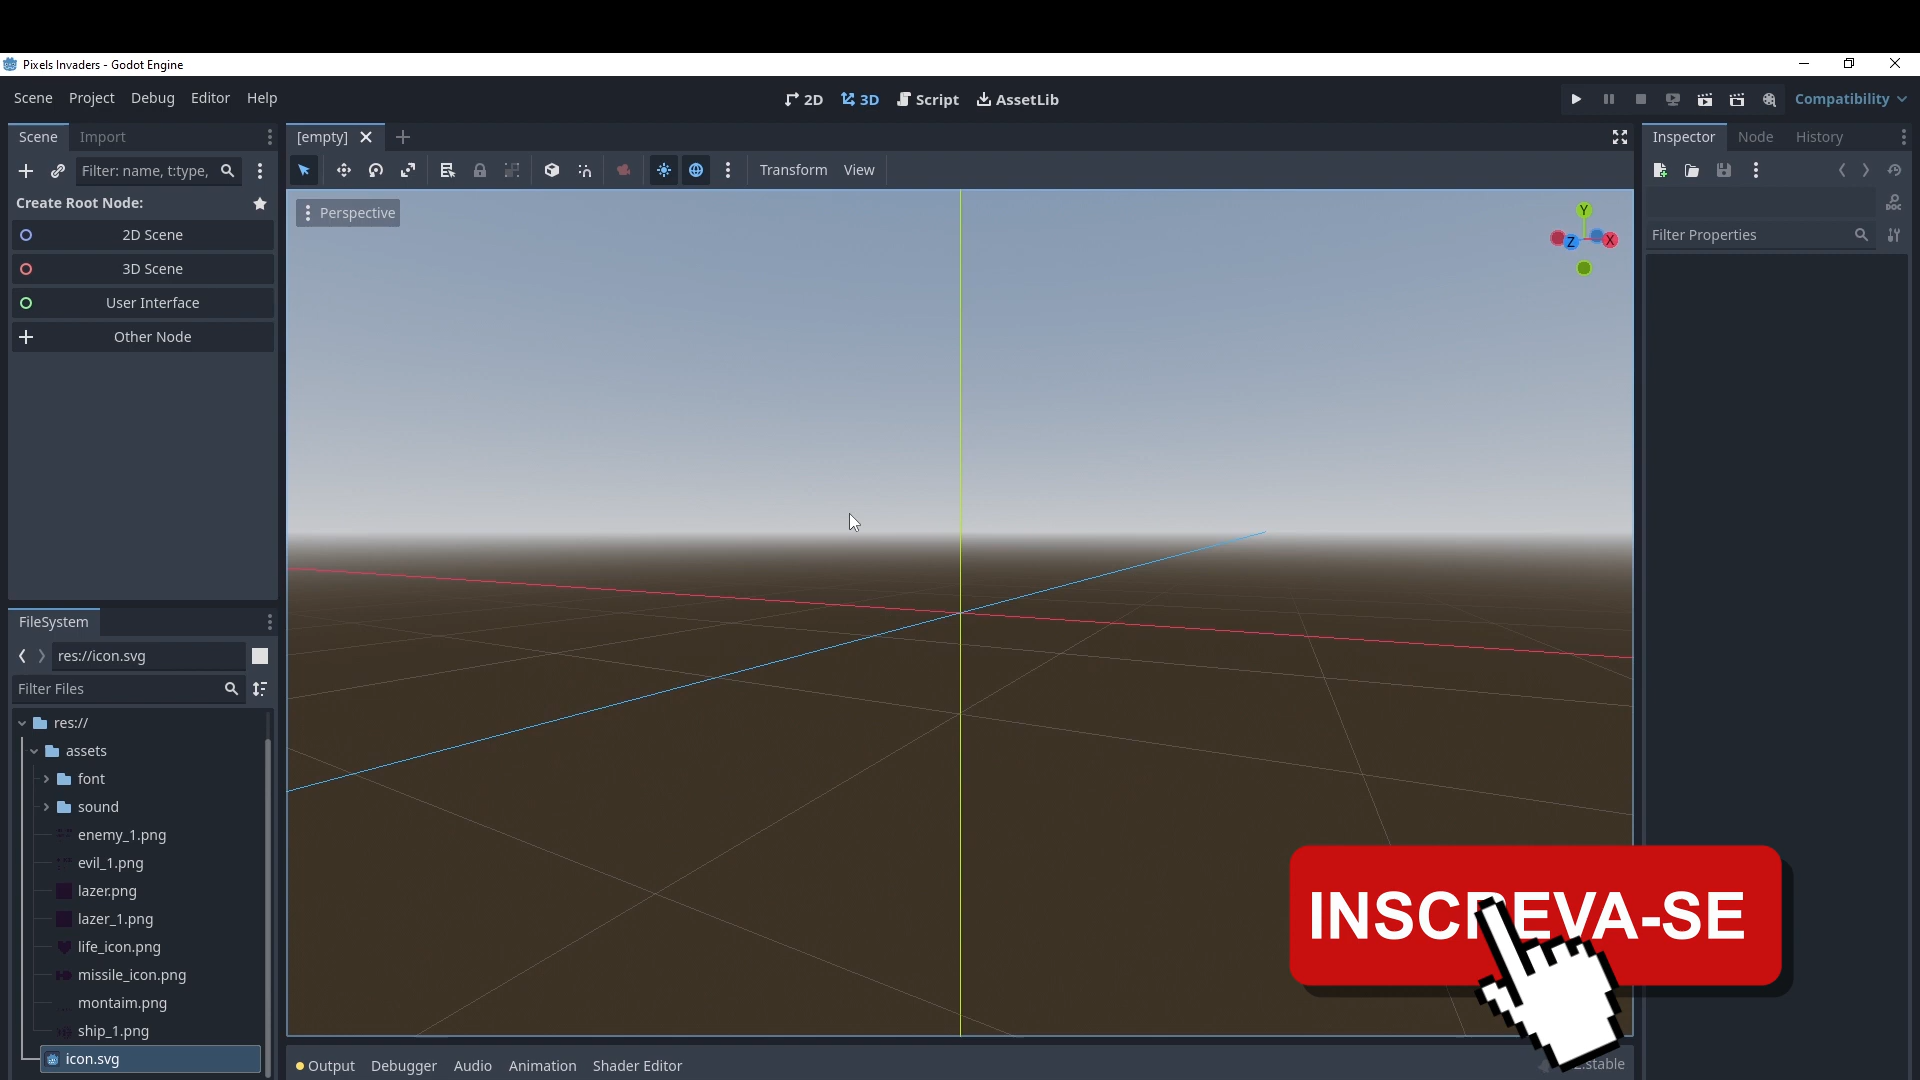 Pixels Invaders - Godot Engine
Scene Project Debug Editor Help
2D 3D Script AssetLib
Compatibility
Scene Import
[empty]
Inspector Node History
Filter: name, t:type,
Transform View
Create Root Node:
Perspective
2D Scene
3D Scene
User Interface
Other Node
Y
Z
X
DOC
Filter Properties
FileSystem
res://icon.svg
Filter Files
res://
assets
font
sound
enemy_1.png
evil_1.png
lazer.png
lazer_1.png
life_icon.png
missile_icon.png
montaim.png
ship_1.png
icon.svg
INSCREVA-SE
Output Debugger Audio Animation Shader Editor
.stable